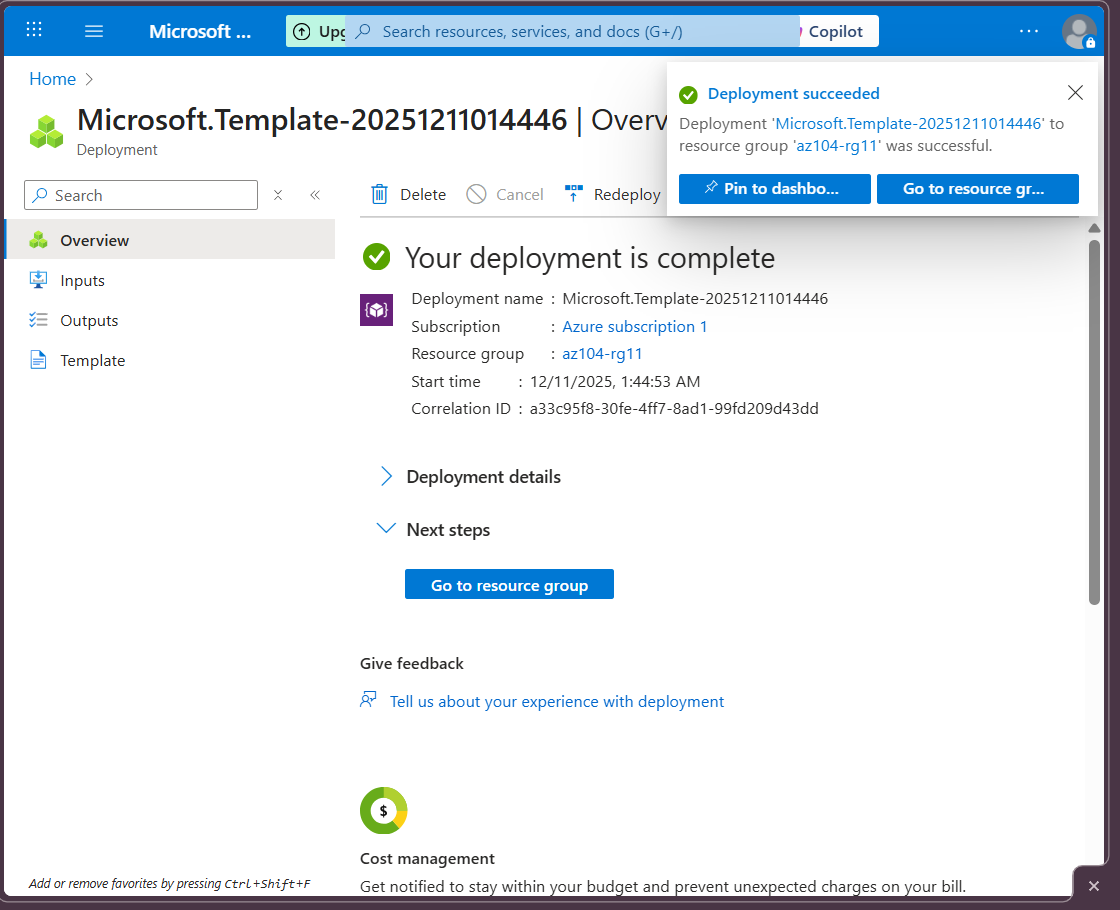 Microsoft ...
Upg
Search resources, services, and docs (G+/)
Copilot
...
Home
Microsoft.Template-20251211014446 | Overv
Deployment
Deployment succeeded
Deployment 'Microsoft.Template-20251211014446' to
resource group 'az104-rg11' was successful.
Pin to dashbo...
Go to resource gr...
Search
Delete
Cancel
Redeploy
Overview
Inputs
Outputs
Template
Your deployment is complete
Deployment name : Microsoft.Template-20251211014446
Subscription : Azure subscription 1
Resource group : az104-rg11
Start time : 12/11/2025, 1:44:53 AM
Correlation ID : a33c95f8-30fe-4ff7-8ad1-99fd209d43dd
Deployment details
Next steps
Go to resource group
Give feedback
Tell us about your experience with deployment
$
Cost management
Get notified to stay within your budget and prevent unexpected charges on your bill.
Add or remove favorites by pressing Ctrl+Shift+F